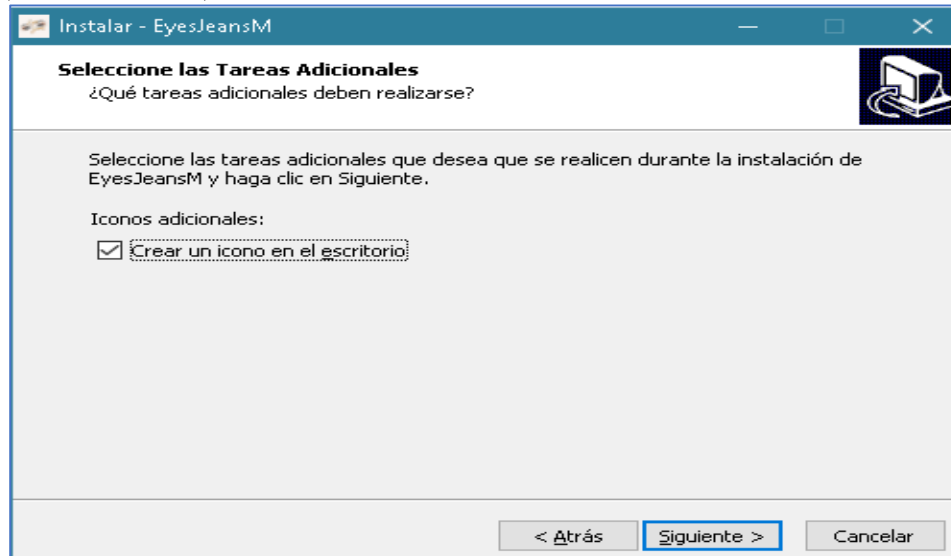 Instalar - EyesJeansM
Seleccione las Tareas Adicionales
¿Qué tareas adicionales deben realizarse?
Seleccione las tareas adicionales que desea que se realicen durante la instalación de
EyesJeansM y haga clic en Siguiente.
Iconos adicionales:
Crear un icono en el escritorio
< Atrás
Siguiente >
Cancelar